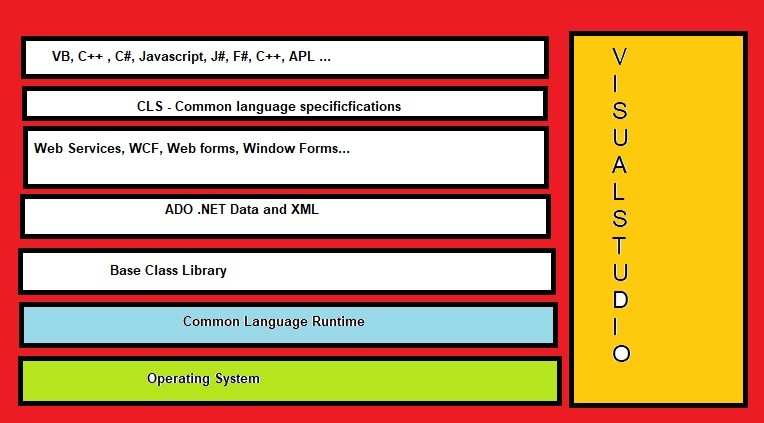 VB, C++ , C#, Javascript, J#, F#, C++, APL ...
CLS - Common language specificfications
Web Services, WCF, Web forms, Window Forms...
ADO .NET Data and XML
Base Class Library
Common Language Runtime
Operating System
V
I
S
U
A
L
S
T
U
D
I
O